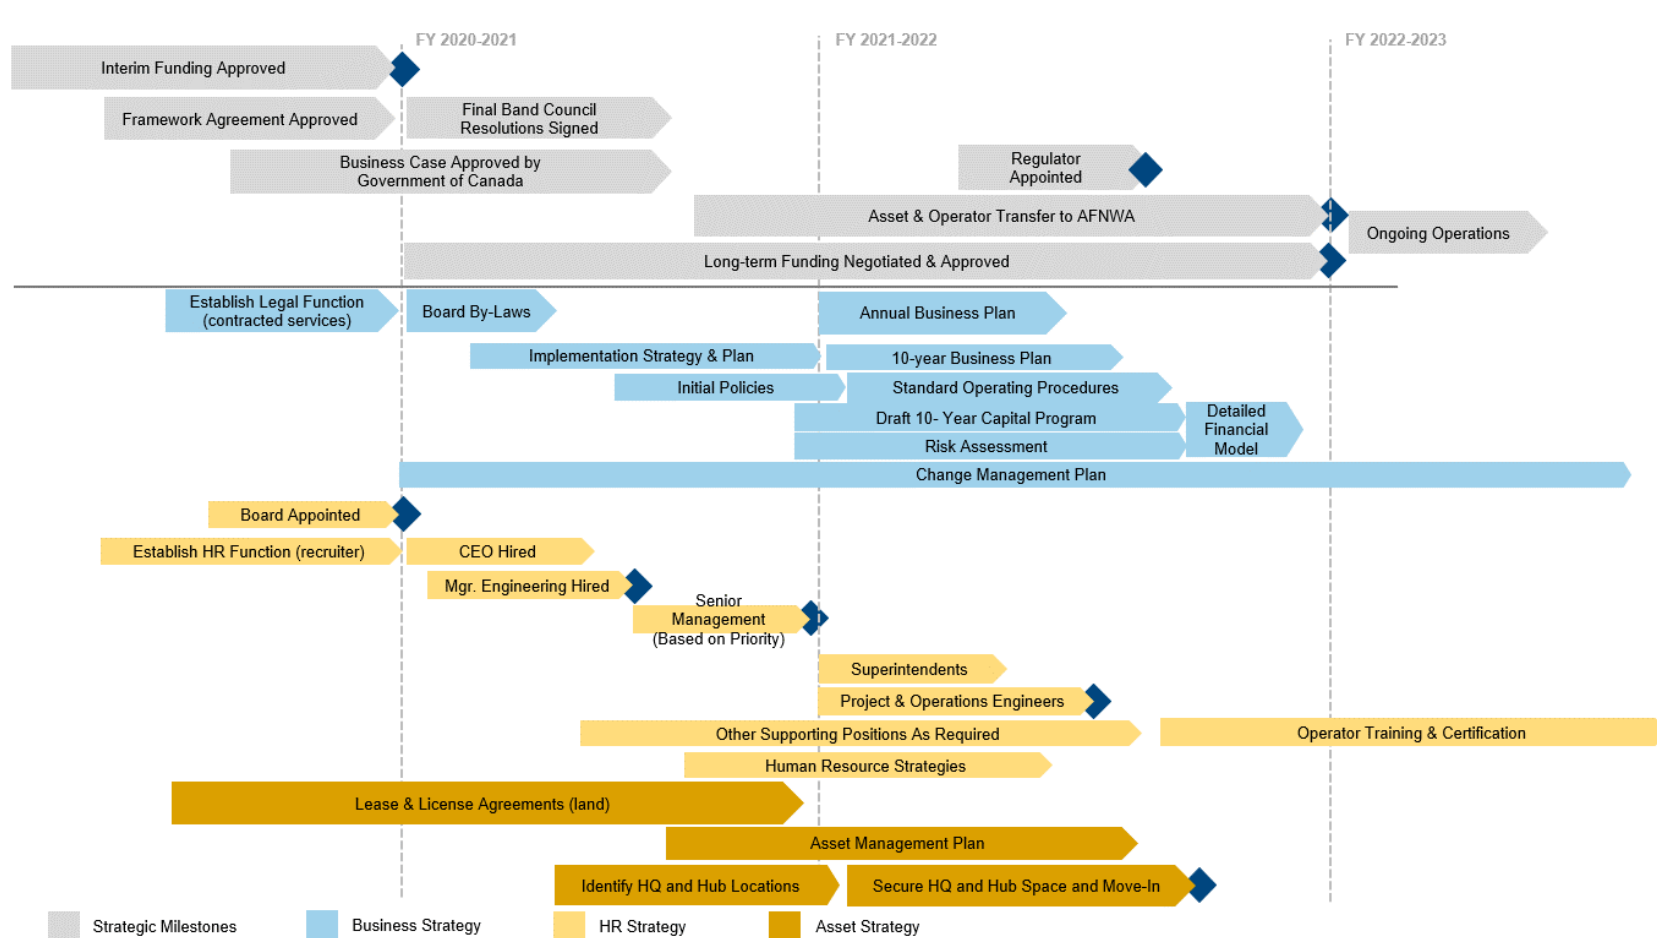 FY 2020-2021
FY 2021-2022
FY 2022-2023
Interim Funding Approved
Framework Agreement Approved
Final Band Council
Resolutions Signed
Business Case Approved by
Government of Canada
Regulator
Appointed
Asset & Operator Transfer to AFNWA
Ongoing Operations
Long-term Funding Negotiated & Approved
Establish Legal Function
(contracted services)
Board By-Laws
Annual Business Plan
Implementation Strategy & Plan
10-year Business Plan
Initial Policies
Standard Operating Procedures
Draft 10- Year Capital Program
Detailed
Financial
Model
Risk Assessment
Change Management Plan
Board Appointed
Establish HR Function (recruiter)
CEO Hired
Mgr. Engineering Hired
Senior
Management
(Based on Priority)
Superintendents
Project & Operations Engineers
Other Supporting Positions As Required
Operator Training & Certification
Human Resource Strategies
Lease & License Agreements (land)
Asset Management Plan
Identify HQ and Hub Locations
Secure HQ and Hub Space and Move-In
Strategic Milestones
Business Strategy
HR Strategy
Asset Strategy